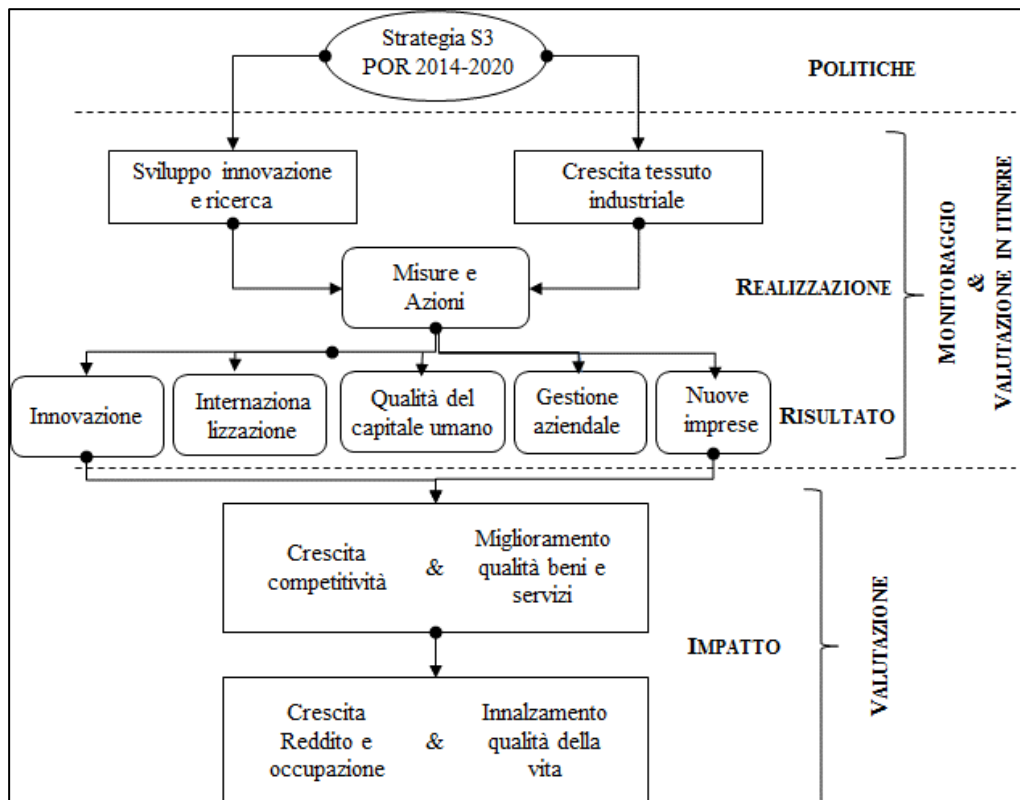 Strategia S3
POR 2014-2020
POLITICHE
Sviluppo innovazione
e ricerca
Crescita tessuto
industriale
Misure e
Azioni
REALIZZAZIONE
MONITORAGGIO
&
VALUTAZIONE IN ITINERE
Innovazione
Internaziona
lizzazione
Qualità del
capitale umano
Gestione
aziendale
Nuove
imprese
RISULTATO
Crescita
competitività
&
Miglioramento
qualità beni e
servizi
IMPATTO
VALUTAZIONE
Crescita
Reddito e
occupazione
&
Innalzamento
qualità della
vita